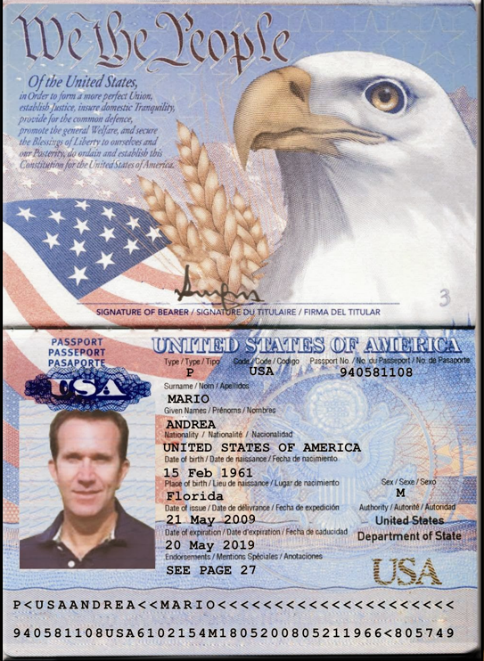 We the People
Of the United States,
in Order to form a more perfect Union,
establish Justice, insure domestic Tranquility,
provide for the common defence,
promote the general Welfare, and secure
the Blessings of Liberty to ourselves and
our Posterity, do ordain and establish this
Constitution for the United States of America.
SIGNATURE OF BEARER / SIGNATURE DU TITULAIRE / FIRMA DEL TITULAR
3
PASSPORT
PASSEPORT
PASAPORTE
USA
UNITED STATES OF AMERICA
Type / Type / Tipo Code / Code / Codigo Passport No. / No. du Passeport / No. de Pasaporte
P USA 940581108
Surname / Nom / Apellidos
MARIO
Given Names / Prénoms / Nombres
ANDREA
Nationality / Nationalité / Nacionalidad
UNITED STATES OF AMERICA
Date of birth / Date de naissance / Fecha de nacimiento
15 Feb 1961
Place of birth / Lieu de naissance / Lugar de nacimiento Sex / Sexe / Sexo
Florida M
Date of issue / Date de délivrance / Fecha de expedición Authority / Autorité / Autoridad
21 May 2009 United States
Date of expiration / Date d'expiration / Fecha de caducidad Department of State
20 May 2019
Endorsements / Mentions Spéciales / Anotaciones
SEE PAGE 27
USA
P<USAANDREA<<MARIO<<<<<<<<<<<<<<<<<<<<<<<<<<
940581108USA6102154M18052008052119​66<805749